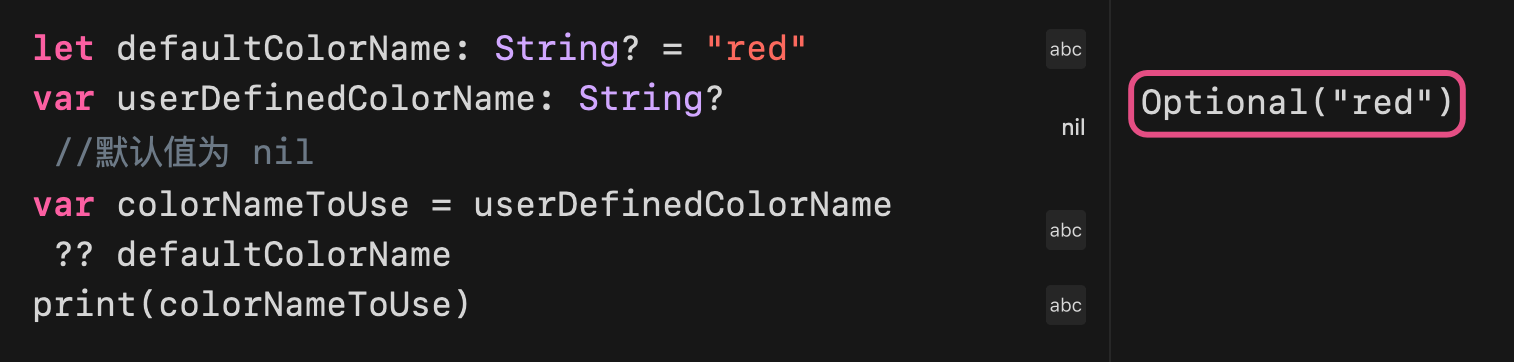 let defaultColorName: String? = "red"
abc
var userDefinedColorName: String?
Optional("red")
nil
//默认值为 nil
var colorNameToUse = userDefinedColorName
abc
?? defaultColorName
print(colorNameToUse)
abc